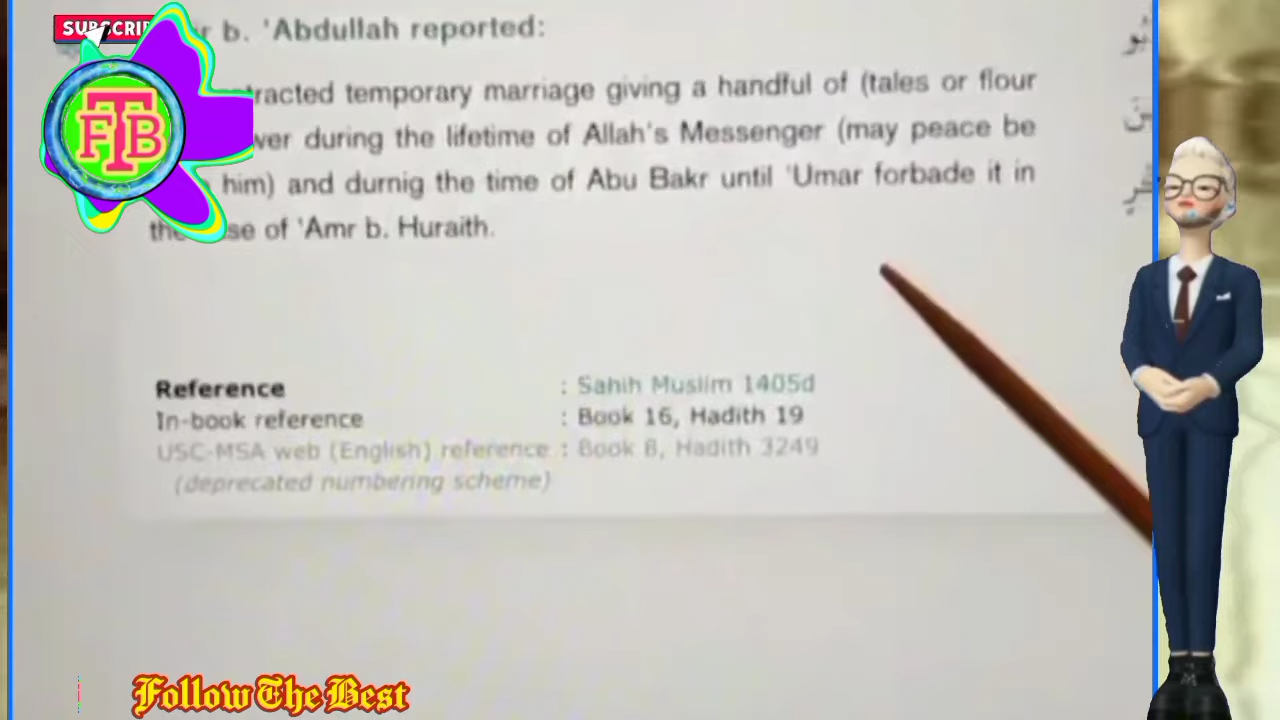 SUBSCRI
FTB
r b. 'Abdullah reported:
tracted temporary marriage giving a handful of (tales or flour
wer during the lifetime of Allah's Messenger (may peace be
him) and durnig the time of Abu Bakr until 'Umar forbade it in
of 'Amr b. Huraith.
Reference : Sahih Muslim 1405d
In-book reference : Book 16, Hadith 19
USC-MSA web (English) reference : Book 8, Hadith 3249
(deprecated numbering scheme)
Follow The Best